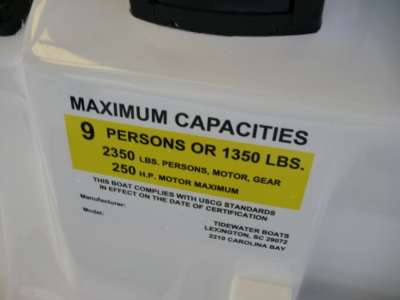 MAXIMUM CAPACITIES
9 PERSONS OR 1350 LBS.
2350 LBS. PERSONS, MOTOR, GEAR
250 H.P. MOTOR MAXIMUM
THIS BOAT COMPLIES WITH USCG STANDARDS
IN EFFECT ON THE DATE OF CERTIFICATION
Manufacturer:
TIDEWATER BOATS
Model:
LEXINGTON, SC 29072
2210 CAROLINA BAY